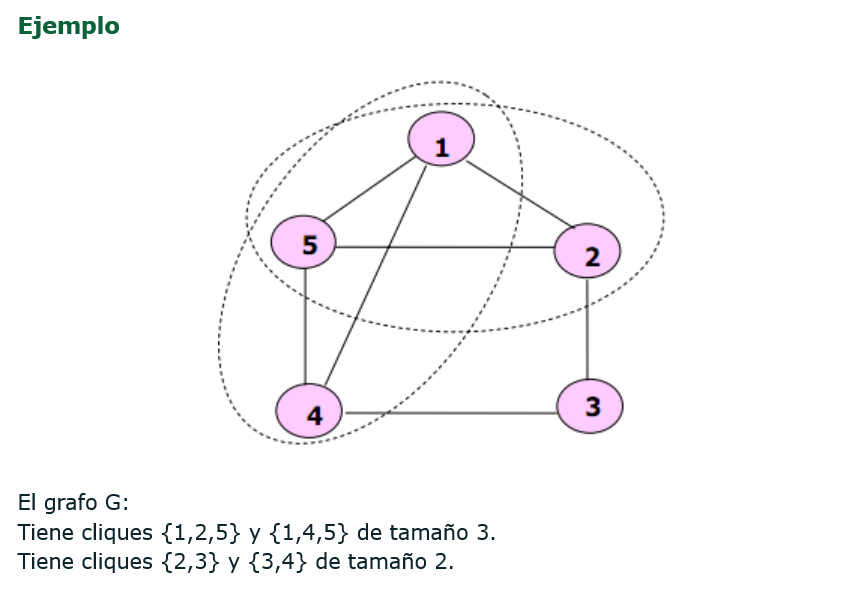 Ejemplo
1
5
2
4
3
El grafo G:
Tiene cliques {1,2,5} y {1,4,5} de tamaño 3.
Tiene cliques {2,3} y {3,4} de tamaño 2.